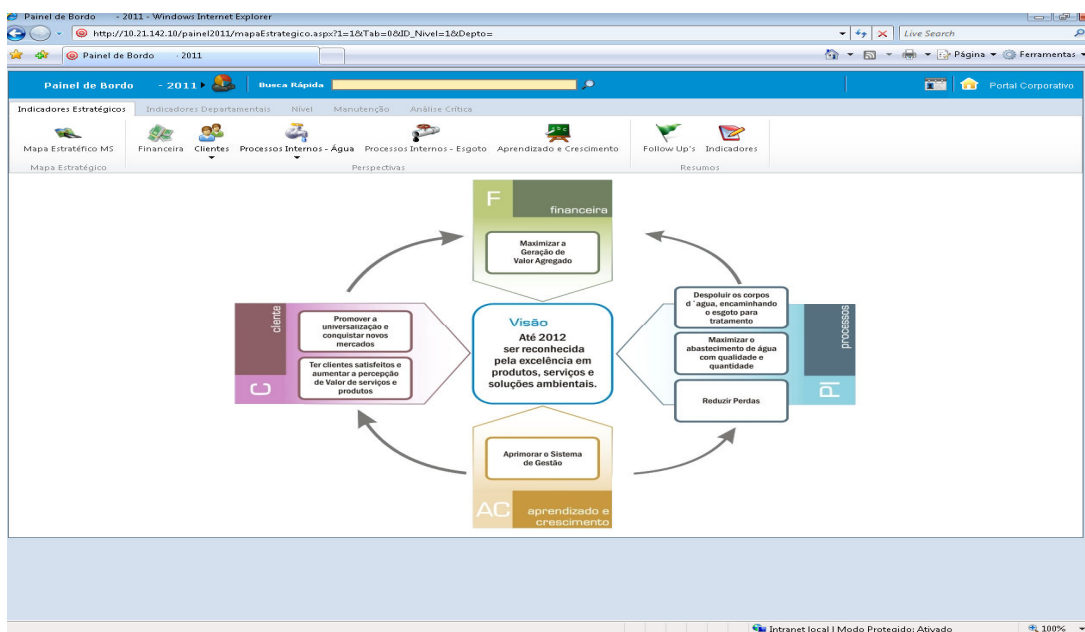 Painel de Bordo - 2011 - Windows Internet Explorer
http://10.21.142.10/painel2011/mapaEstrategico.aspx?1=1&Tab=0&ID_Nivel=1&Depto=
Live Search
Painel de Bordo - 2011
Página
Ferramentas
Painel de Bordo - 2011
Busca Rápida
Portal Corporativo
Indicadores Estratégicos
Indicadores Departamentais
Nível
Manutenção
Análise Crítica
Mapa Estratéfico MS
Financeira
Clientes
Processos Internos - Água
Processos Internos - Esgoto
Aprendizado e Crescimento
Follow Up's
Indicadores
Mapa Estratégico
Perspectivas
Resumos
F
financeira
Maximizar a
Geração de
Valor Agregado
cliente
C
Promover a
universalização e
conquistar novos
mercados
Ter clientes satisfeitos e
aumentar a percepção
de Valor de serviços e
produtos
Visão
Até 2012
ser reconhecida
pela excelência em
produtos, serviços e
soluções ambientais.
Despoluir os corpos
d´agua, encaminhando
o esgoto para
tratamento
Maximizar o
abastecimento de água
com qualidade e
quantidade
Reduzir Perdas
processos
PI
Aprimorar o Sistema
de Gestão
AC
aprendizado e
crescimento
Intranet local | Modo Protegido: Ativado
100%